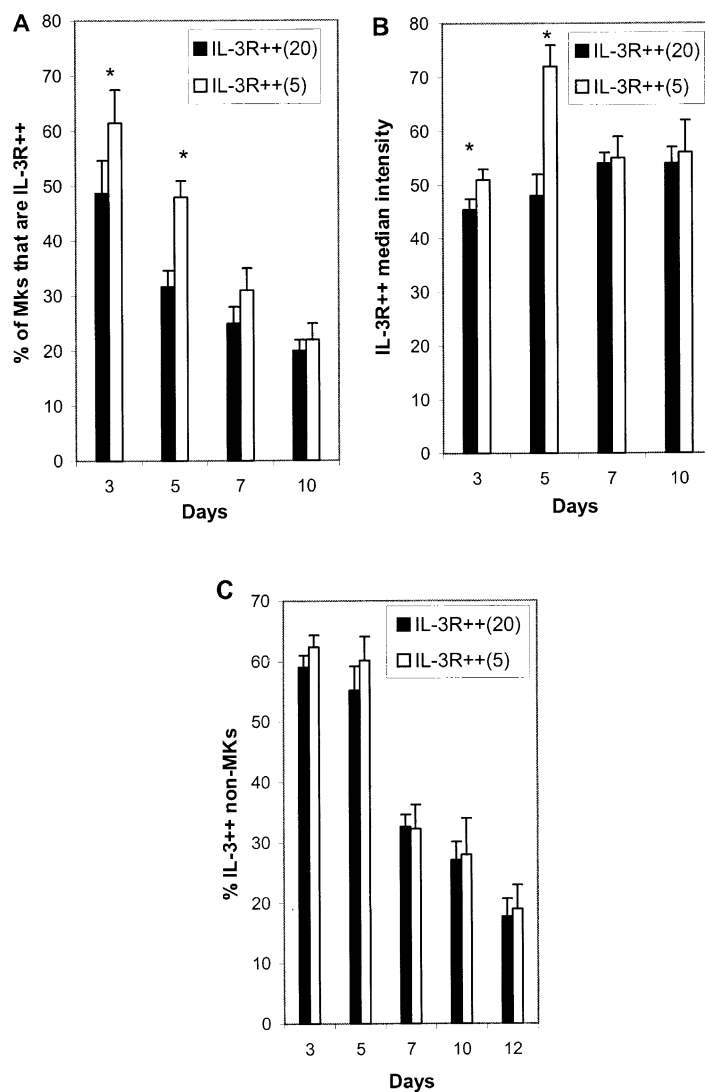 A
80
70
60
50
40
30
20
10
0
% of Mks that are IL-3R++
IL-3R++(20)
IL-3R++(5)
*
*
3 5 7 10
Days
B
80
70
60
50
40
30
20
10
0
IL-3R++ median intensity
IL-3R++(20)
IL-3R++(5)
*
*
3 5 7 10
Days
C
70
60
50
40
30
20
10
0
% IL-3++ non-MKs
IL-3R++(20)
IL-3R++(5)
3 5 7 10 12
Days